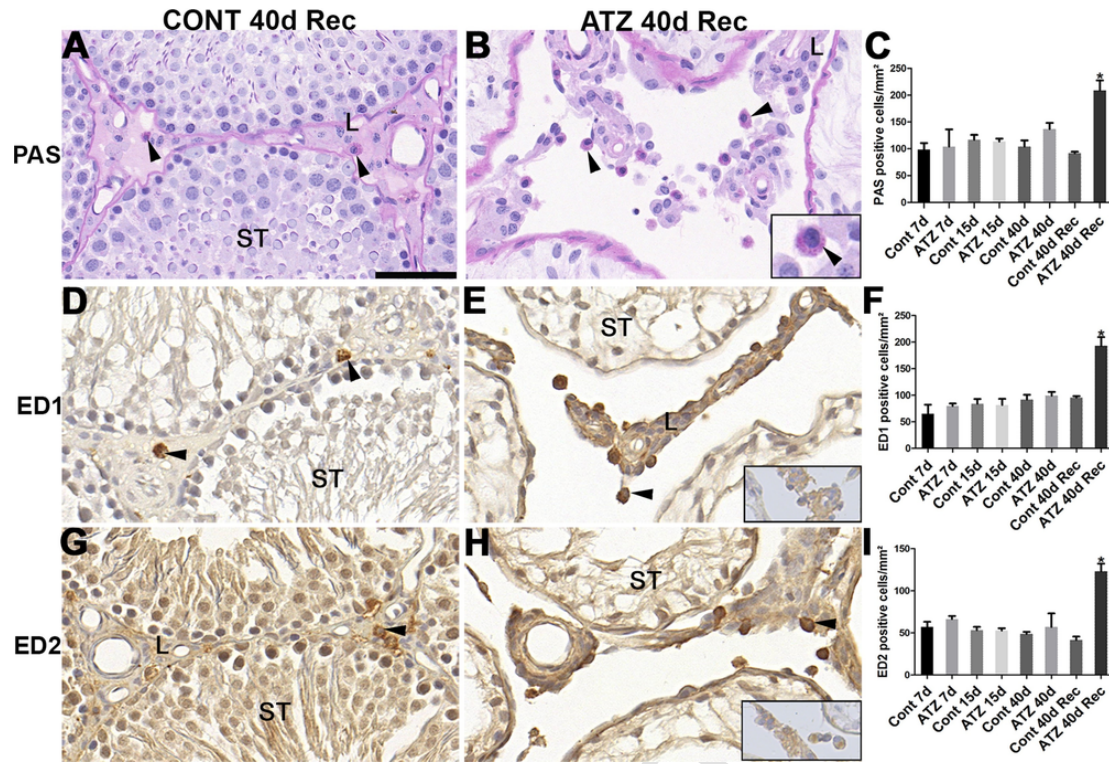 CONT 40d Rec
ATZ 40d Rec
A
L
ST
B
L
C
PAS
PAS positive cells/mm²
250
200
150
100
50
0
Cont 7d
ATZ 7d
Cont 15d
ATZ 15d
Cont 40d
ATZ 40d
Cont 40d Rec
ATZ 40d Rec
*
D
ST
E
ST
L
F
ED1
ED1 positive cells/mm²
250
200
150
100
50
0
Cont 7d
ATZ 7d
Cont 15d
ATZ 15d
Cont 40d
ATZ 40d
Cont 40d Rec
ATZ 40d Rec
*
G
L
ST
H
ST
I
ED2
ED2 positive cells/mm²
150
100
50
0
Cont 7d
ATZ 7d
Cont 15d
ATZ 15d
Cont 40d
ATZ 40d
Cont 40d Rec
ATZ 40d Rec
*